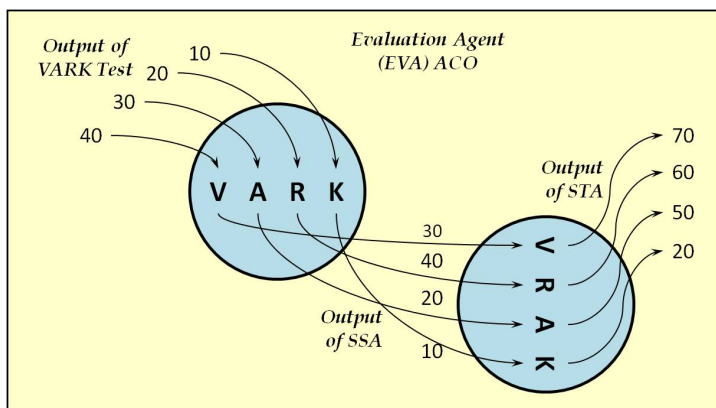 Output of
VARK Test
Evaluation Agent
(EVA) ACO
10
20
30
40
V A R K
Output
of STA
70
60
50
20
30
40
20
10
V
R
A
K
Output
of SSA